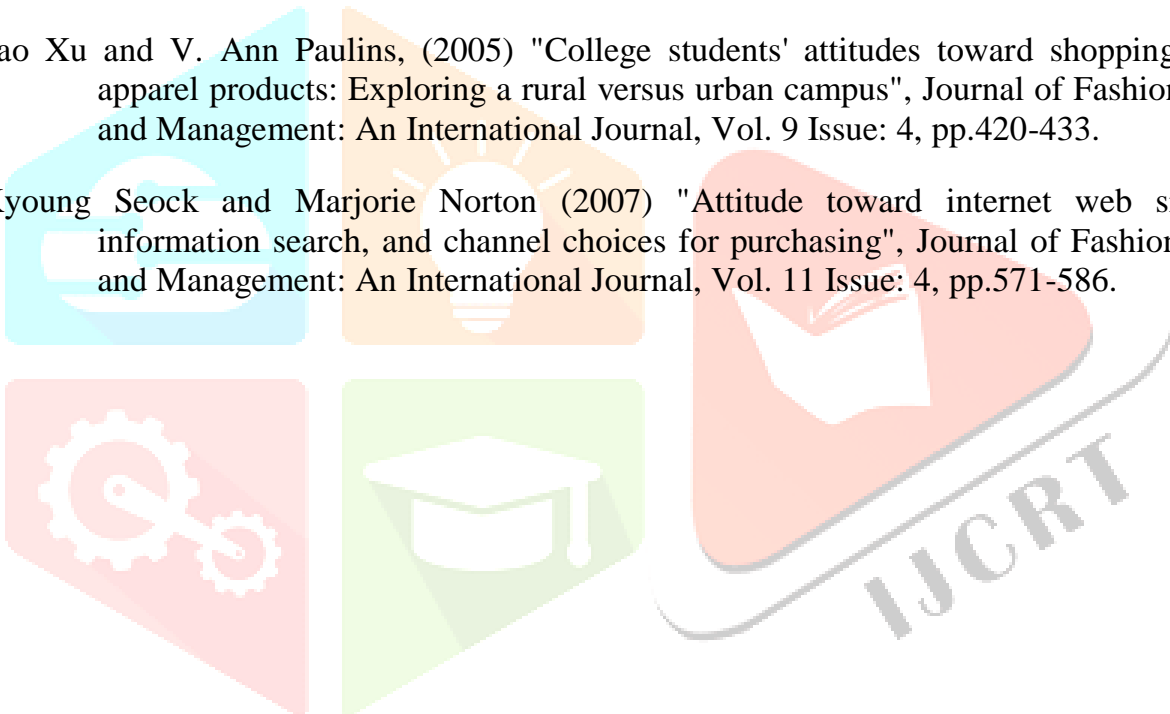 ao Xu and V. Ann Paulins, (2005) "College students' attitudes toward shopping
apparel products: Exploring a rural versus urban campus", Journal of Fashion
and Management: An International Journal, Vol. 9 Issue: 4, pp.420-433.
young Seock and Marjorie Norton (2007) "Attitude toward internet web
information search, and channel choices for purchasing", Journal of Fashion
and Management: An International Journal, Vol. 11 Issue: 4, pp.571-586.
IJCRT